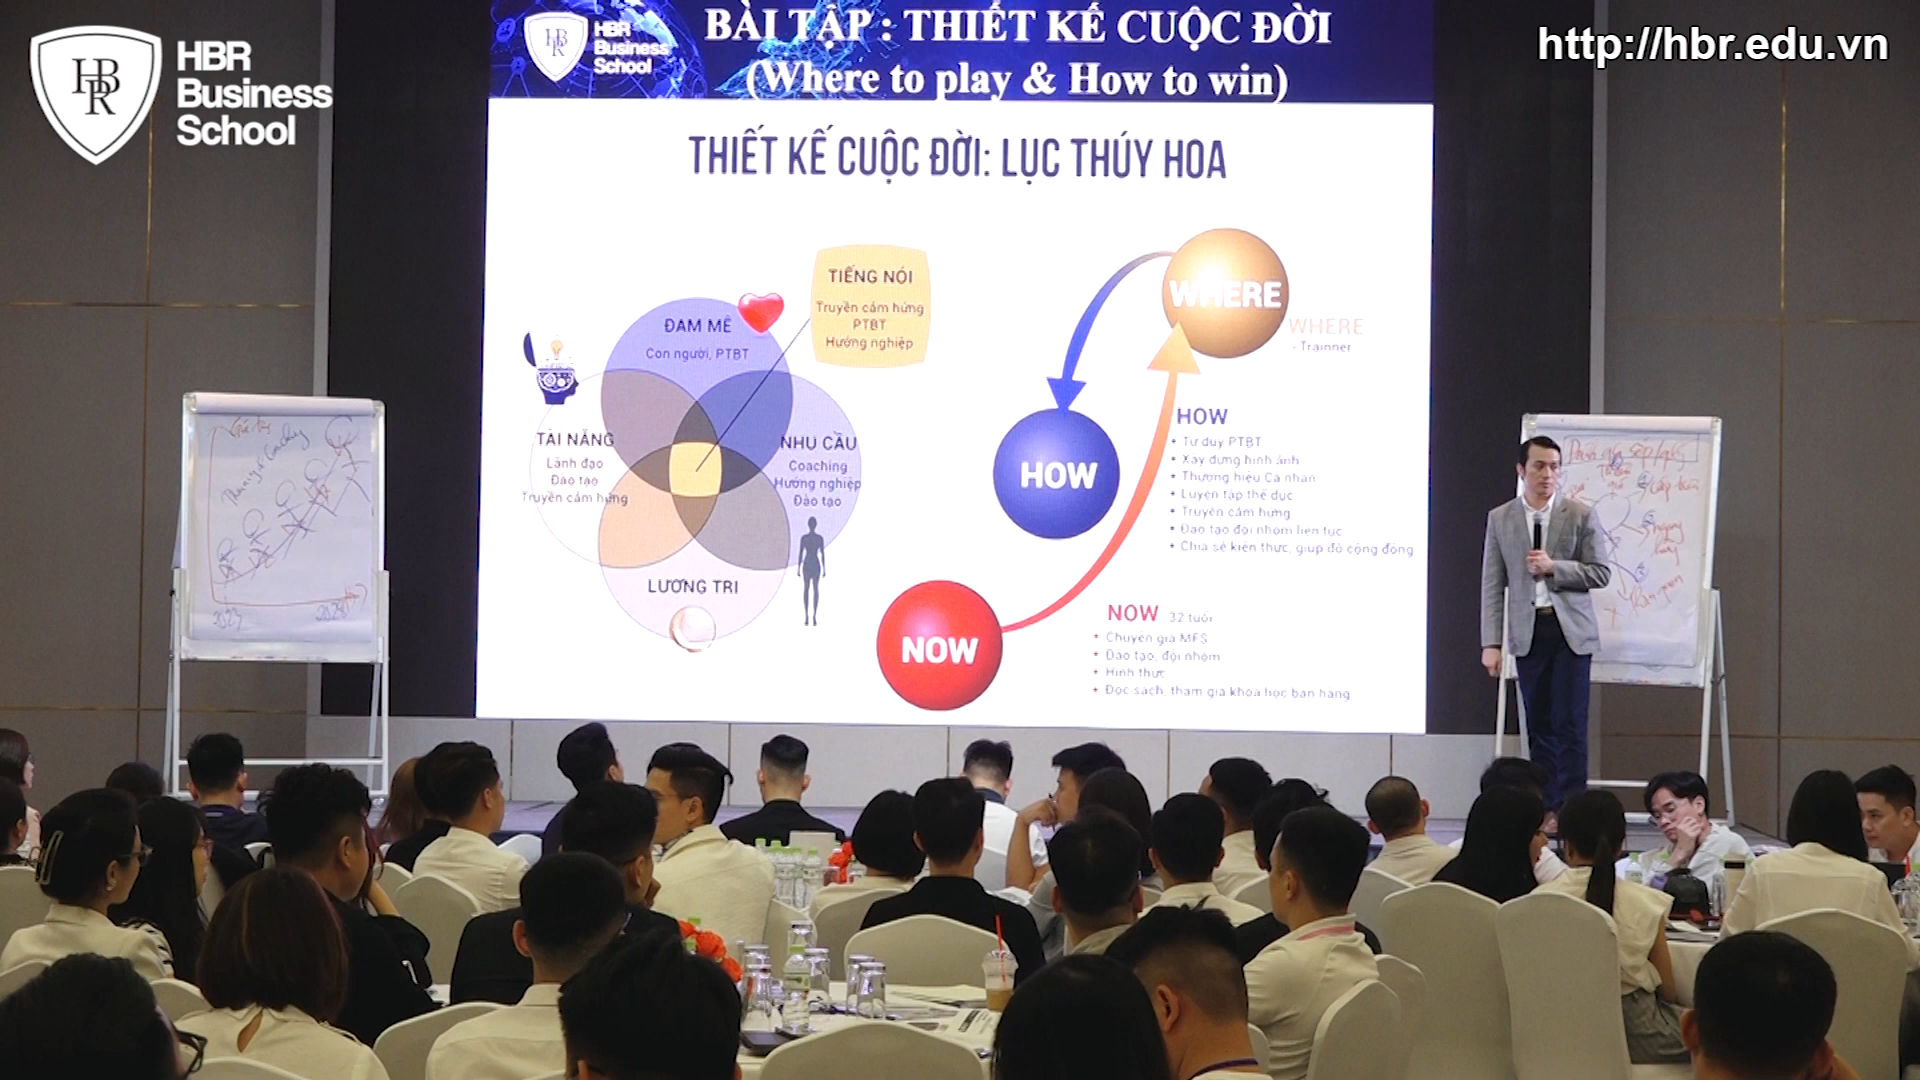 HBR
Business
School
http://hbr.edu.vn
HBR
Business
School
BÀI TẬP : THIẾT KẾ CUỘC ĐỜI
(Where to play & How to win)
THIẾT KẾ CUỘC ĐỜI: LỤC THÚY HOA
TIẾNG NÓI
Truyền cảm hứng
PTBT
Hướng nghiệp
ĐAM MÊ
Con người, PTBT
TÀI NĂNG
Lãnh đạo
Đào tạo
Truyền cảm hứng
NHU CẦU
Coaching
Hướng nghiệp
Đào tạo
LƯƠNG TRI
WHERE
WHERE
- Trainner
HOW
HOW
• Tư duy PTBT
• Xây dựng hình ảnh
• Thương hiệu Cá nhân
• Luyện tập thể dục
• Truyền cảm hứng
• Đào tạo đội nhóm liên tục
• Chia sẻ kiến thức, giúp đỡ cộng đồng
NOW
NOW 32 tuổi
• Chuyên gia MFS
• Đào tạo, đội nhóm
• Hình thức
• Đọc sách, tham gia khóa học bán hàng